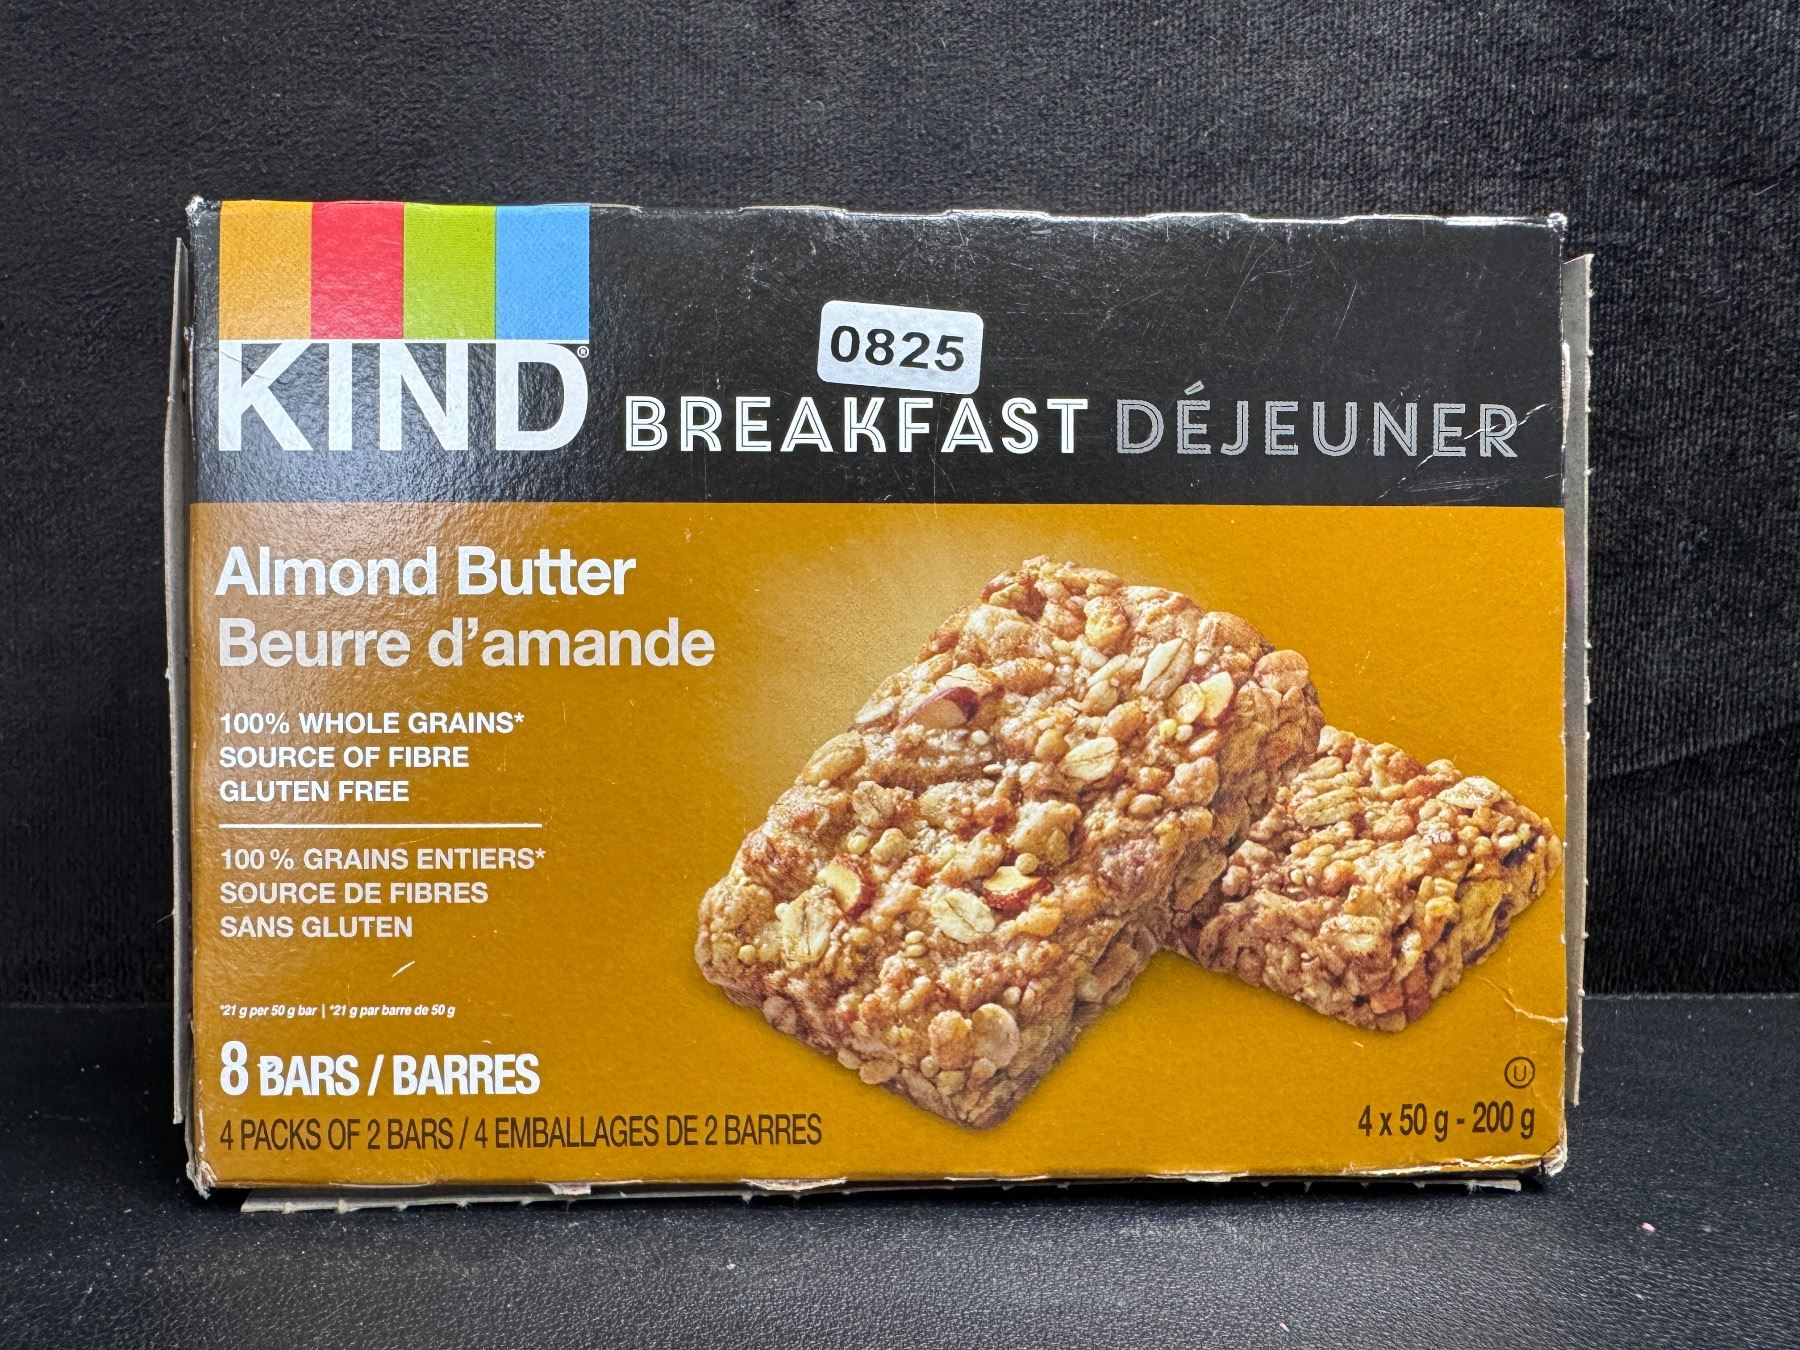 0825
KIND®
BREAKFAST DÉJEUNER
Almond Butter
Beurre d'amande
100% WHOLE GRAINS*
SOURCE OF FIBRE
GLUTEN FREE
100 % GRAINS ENTIERS*
SOURCE DE FIBRES
SANS GLUTEN
*21 g per 50 g bar | *21 g par barre de 50 g
8 BARS / BARRES
4 PACKS OF 2 BARS / 4 EMBALLAGES DE 2 BARRES
U
4 x 50 g - 200 g